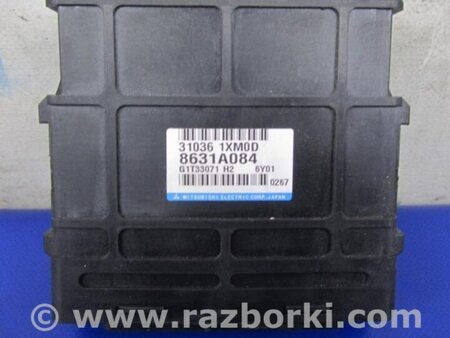 31036 1XM0D
8631A084
G1T33071 H2 6Y01
0267
MITSUBISHI ELECTRIC CORP. JAPAN
© www.razborki.com